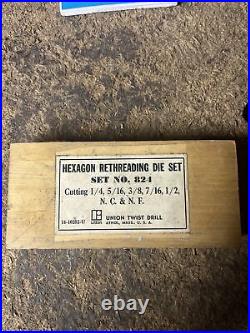 HEXAGON RETHREADING DIE SET
SET NO. 824
Cutting 1/4, 5/16, 3/8, 7/16, 1/2,
N. C. & N. F.
UNION TWIST DRILL
ATHOL, MASS., U. S. A.